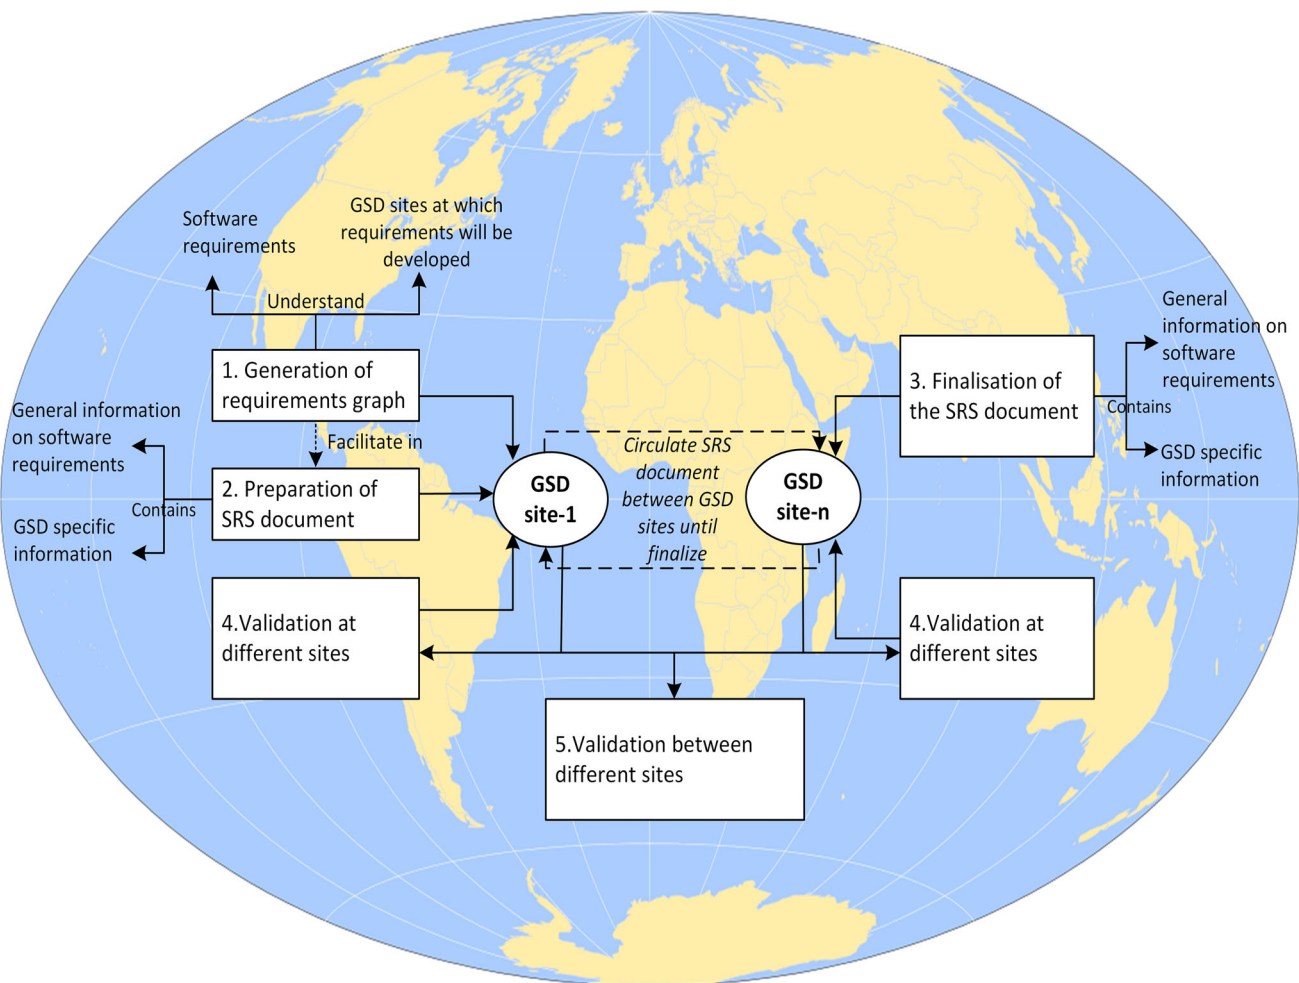 Software
requirements
GSD sites at which
requirements will be
developed
Understand
1. Generation of
requirements graph
Facilitate in
General information
on software
requirements
Contains
GSD specific
information
2. Preparation of
SRS document
4.Validation at
different sites
GSD
site-1
Circulate SRS
document
between GSD
sites until
finalize
GSD
site-n
3. Finalisation of
the SRS document
General
information on
software
requirements
Contains
GSD specific
information
4.Validation at
different sites
5.Validation between
different sites